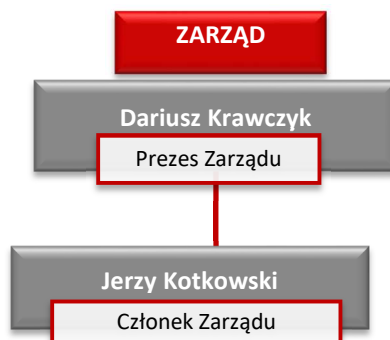 ZARZĄD
Dariusz Krawczyk
Prezes Zarządu
Jerzy Kotkowski
Członek Zarządu